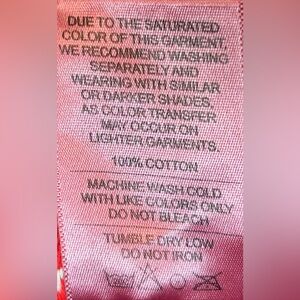 DUE TO THE SATURATED
COLOR OF THIS GARMENT,
WE RECOMMEND WASHING
SEPARATELY AND
WEARING WITH SIMILAR
OR DARKER SHADES,
AS COLOR TRANSFER
MAY OCCUR ON
LIGHTER GARMENTS.
100% COTTON
MACHINE WASH COLD
WITH LIKE COLORS ONLY
DO NOT BLEACH
TUMBLE DRY LOW
DO NOT IRON